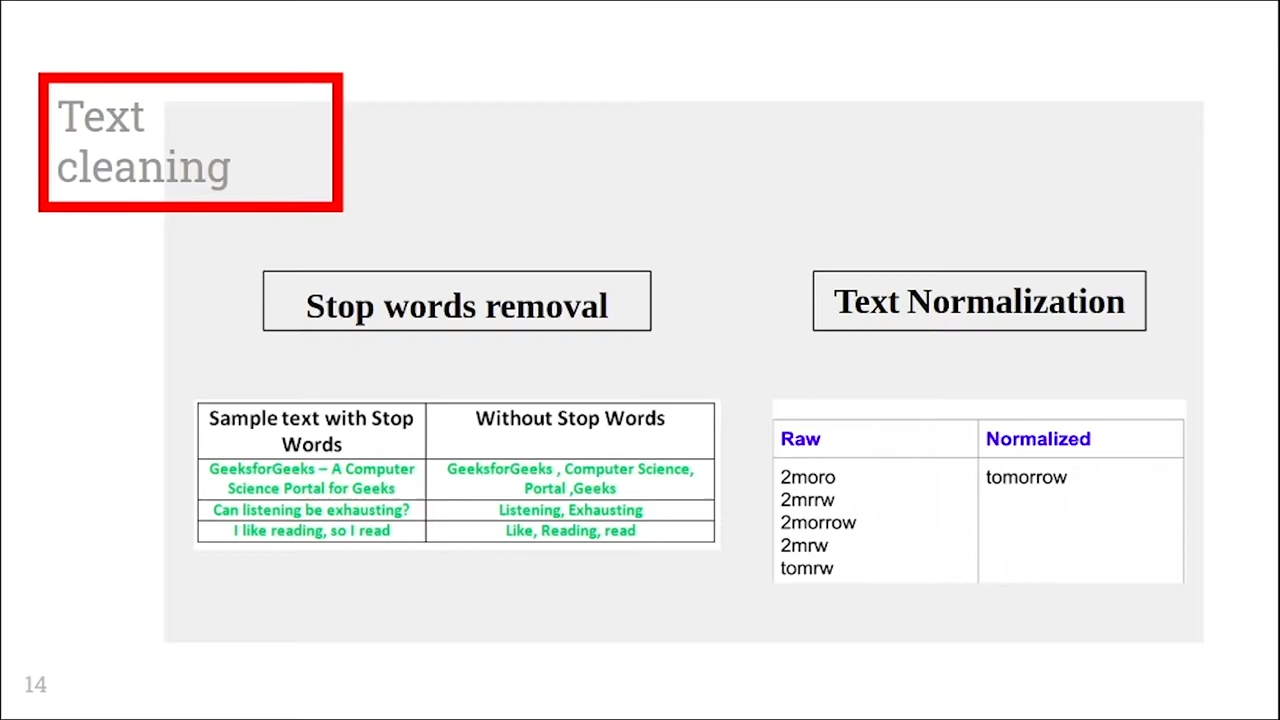 Text
cleaning
Stop words removal
Text Normalization
Sample text with Stop
Words
Without Stop Words
GeeksforGeeks – A Computer
Science Portal for Geeks
GeeksforGeeks , Computer Science,
Portal ,Geeks
Can listening be exhausting?
Listening, Exhausting
I like reading, so I read
Like, Reading, read
Raw
Normalized
2moro
tomorrow
2mrrw
2morrow
2mrw
tomrw
14